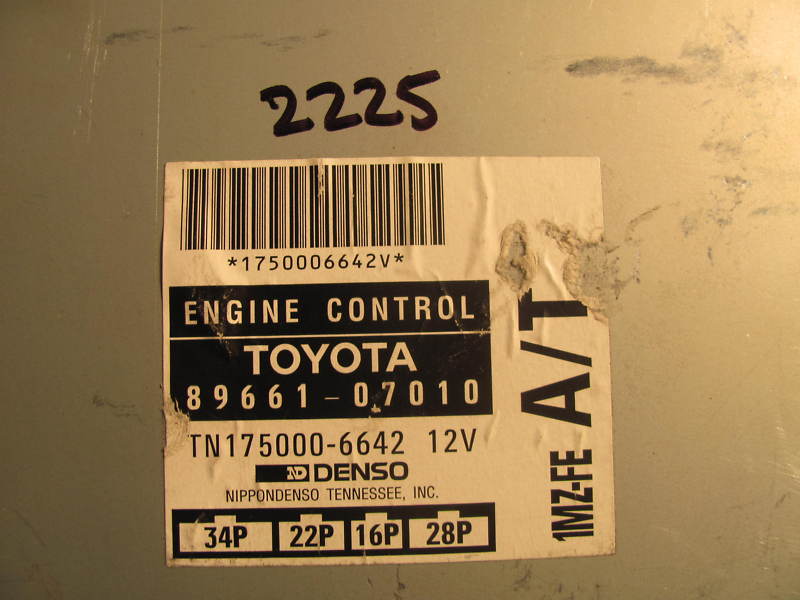 2225
*1750006642V*
ENGINE CONTROL
TOYOTA
89661-07010
TN175000-6642 12V
ND DENSO
NIPPONDENSO TENNESSEE, INC.
34P 22P 16P 28P
1MZ-FE A/T